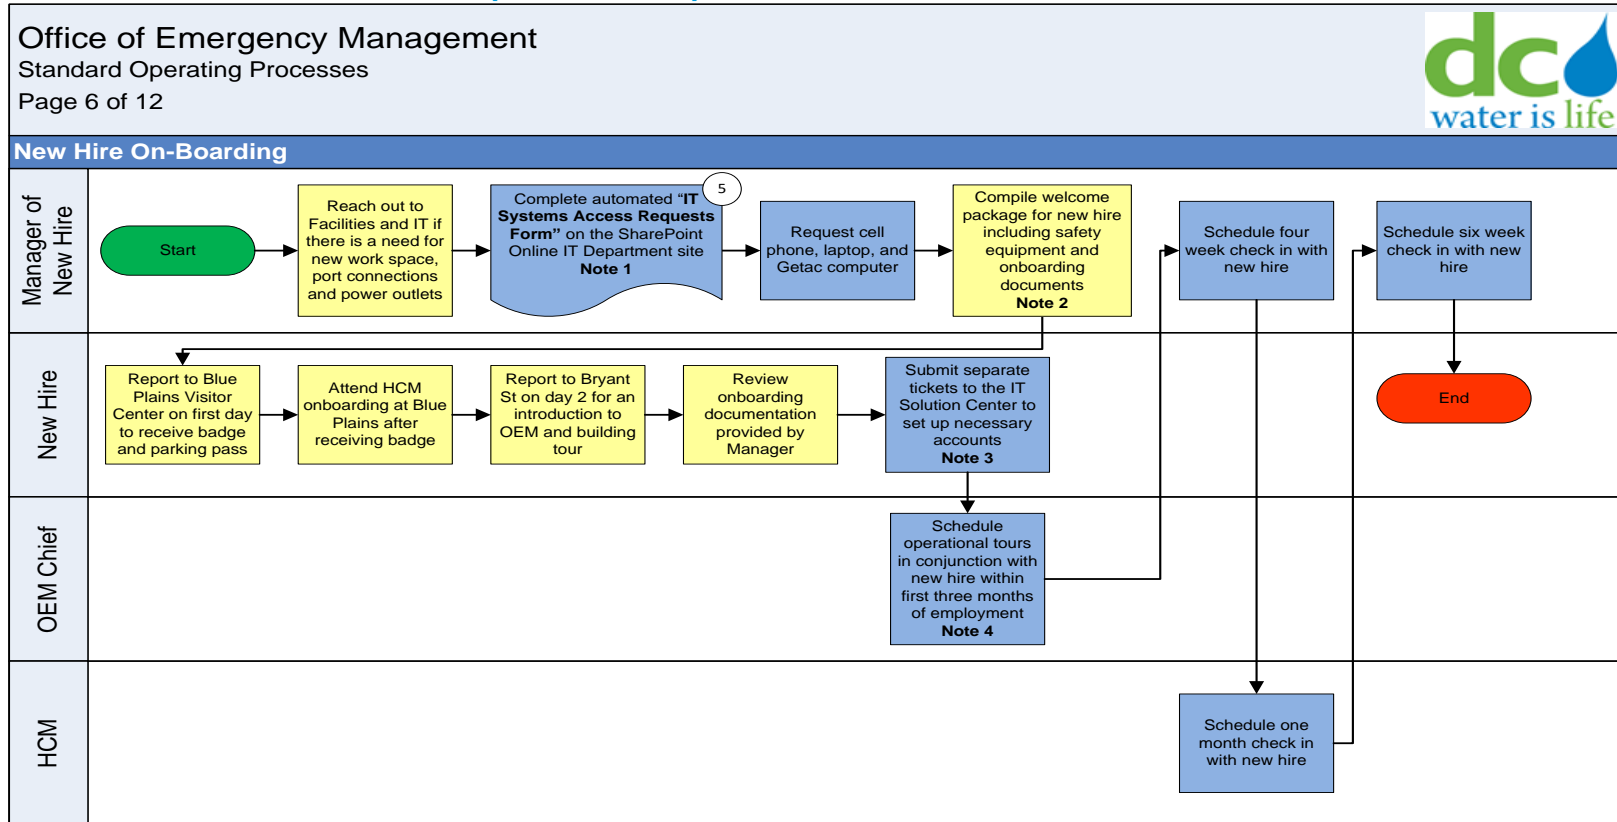 Office of Emergency Management
Standard Operating Processes
Page 6 of 12
dc
water is life
New Hire On-Boarding
Manager of
New Hire
Start
Reach out to
Facilities and IT if
there is a need for
new work space,
port connections
and power outlets
5
Complete automated “IT
Systems Access Requests
Form” on the SharePoint
Online IT Department site
Note 1
Request cell
phone, laptop, and
Getac computer
Compile welcome
package for new hire
including safety
equipment and
onboarding
documents
Note 2
Schedule four
week check in with
new hire
Schedule six week
check in with new
hire
New Hire
Report to Blue
Plains Visitor
Center on first day
to receive badge
and parking pass
Attend HCM
onboarding at Blue
Plains after
receiving badge
Report to Bryant
St on day 2 for an
introduction to
OEM and building
tour
Review
onboarding
documentation
provided by
Manager
Submit separate
tickets to the IT
Solution Center to
set up necessary
accounts
Note 3
End
OEM Chief
Schedule
operational tours
in conjunction with
new hire within
first three months
of employment
Note 4
HCM
Schedule one
month check in
with new hire